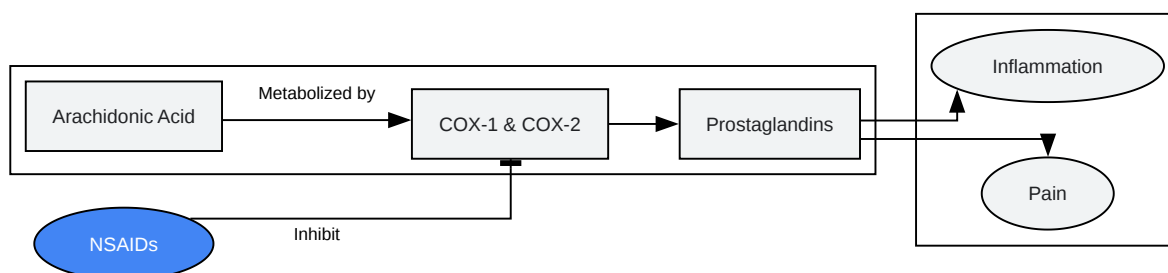 Inflammation
Metabolized by
Arachidonic Acid
COX-1 & COX-2
Prostaglandins
Pain
Inhibit
NSAIDs